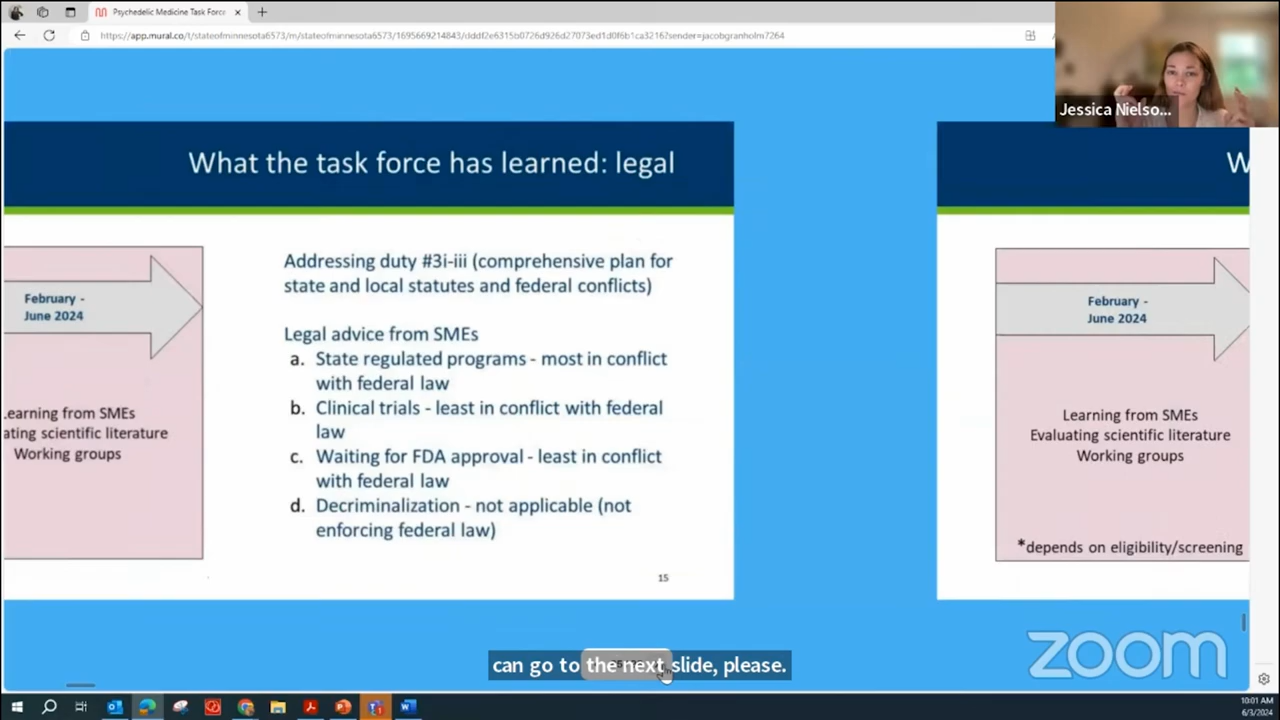 Psychedelic Medicine Task Force
https://app.mural.co/t/stateofminnesota6573/m/stateofminnesota6573/1695669214843/dddf2e6315b0726d926d27073ed1d0f6b1ca3216?sender=jacobgranholm7264
Jessica Nielso...
What the task force has learned: legal
February -
June 2024
Learning from SMEs
ating scientific literature
Working groups
Addressing duty #3i-iii (comprehensive plan for
state and local statutes and federal conflicts)
Legal advice from SMEs
a. State regulated programs - most in conflict
with federal law
b. Clinical trials - least in conflict with federal
law
c. Waiting for FDA approval - least in conflict
with federal law
d. Decriminalization - not applicable (not
enforcing federal law)
15
W
February -
June 2024
Learning from SMEs
Evaluating scientific literature
Working groups
*depends on eligibility/screening
can go to the next slide, please.
zoom
10:01 AM
6/3/2024